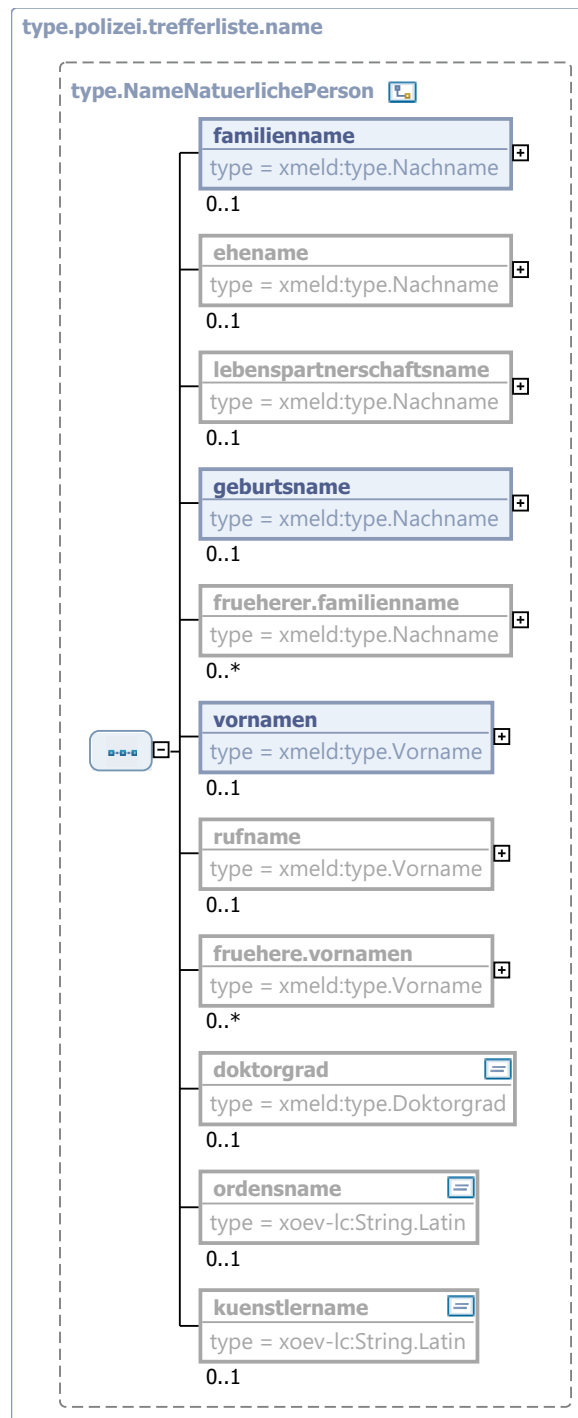 type.polizei.trefferliste.name
type.NameNatuerlichePerson
familienname
type = xmeld:type.Nachname
0..1
ehename
type = xmeld:type.Nachname
0..1
lebenspartnerschaftsname
type = xmeld:type.Nachname
0..1
geburtsname
type = xmeld:type.Nachname
0..1
frueherer.familienname
type = xmeld:type.Nachname
0..*
vornamen
type = xmeld:type.Vorname
0..1
rufname
type = xmeld:type.Vorname
0..1
fruehere.vornamen
type = xmeld:type.Vorname
0..*
doktorgrad
type = xmeld:type.Doktorgrad
0..1
ordensname
type = xoev-lc:String.Latin
0..1
kuenstlername
type = xoev-lc:String.Latin
0..1